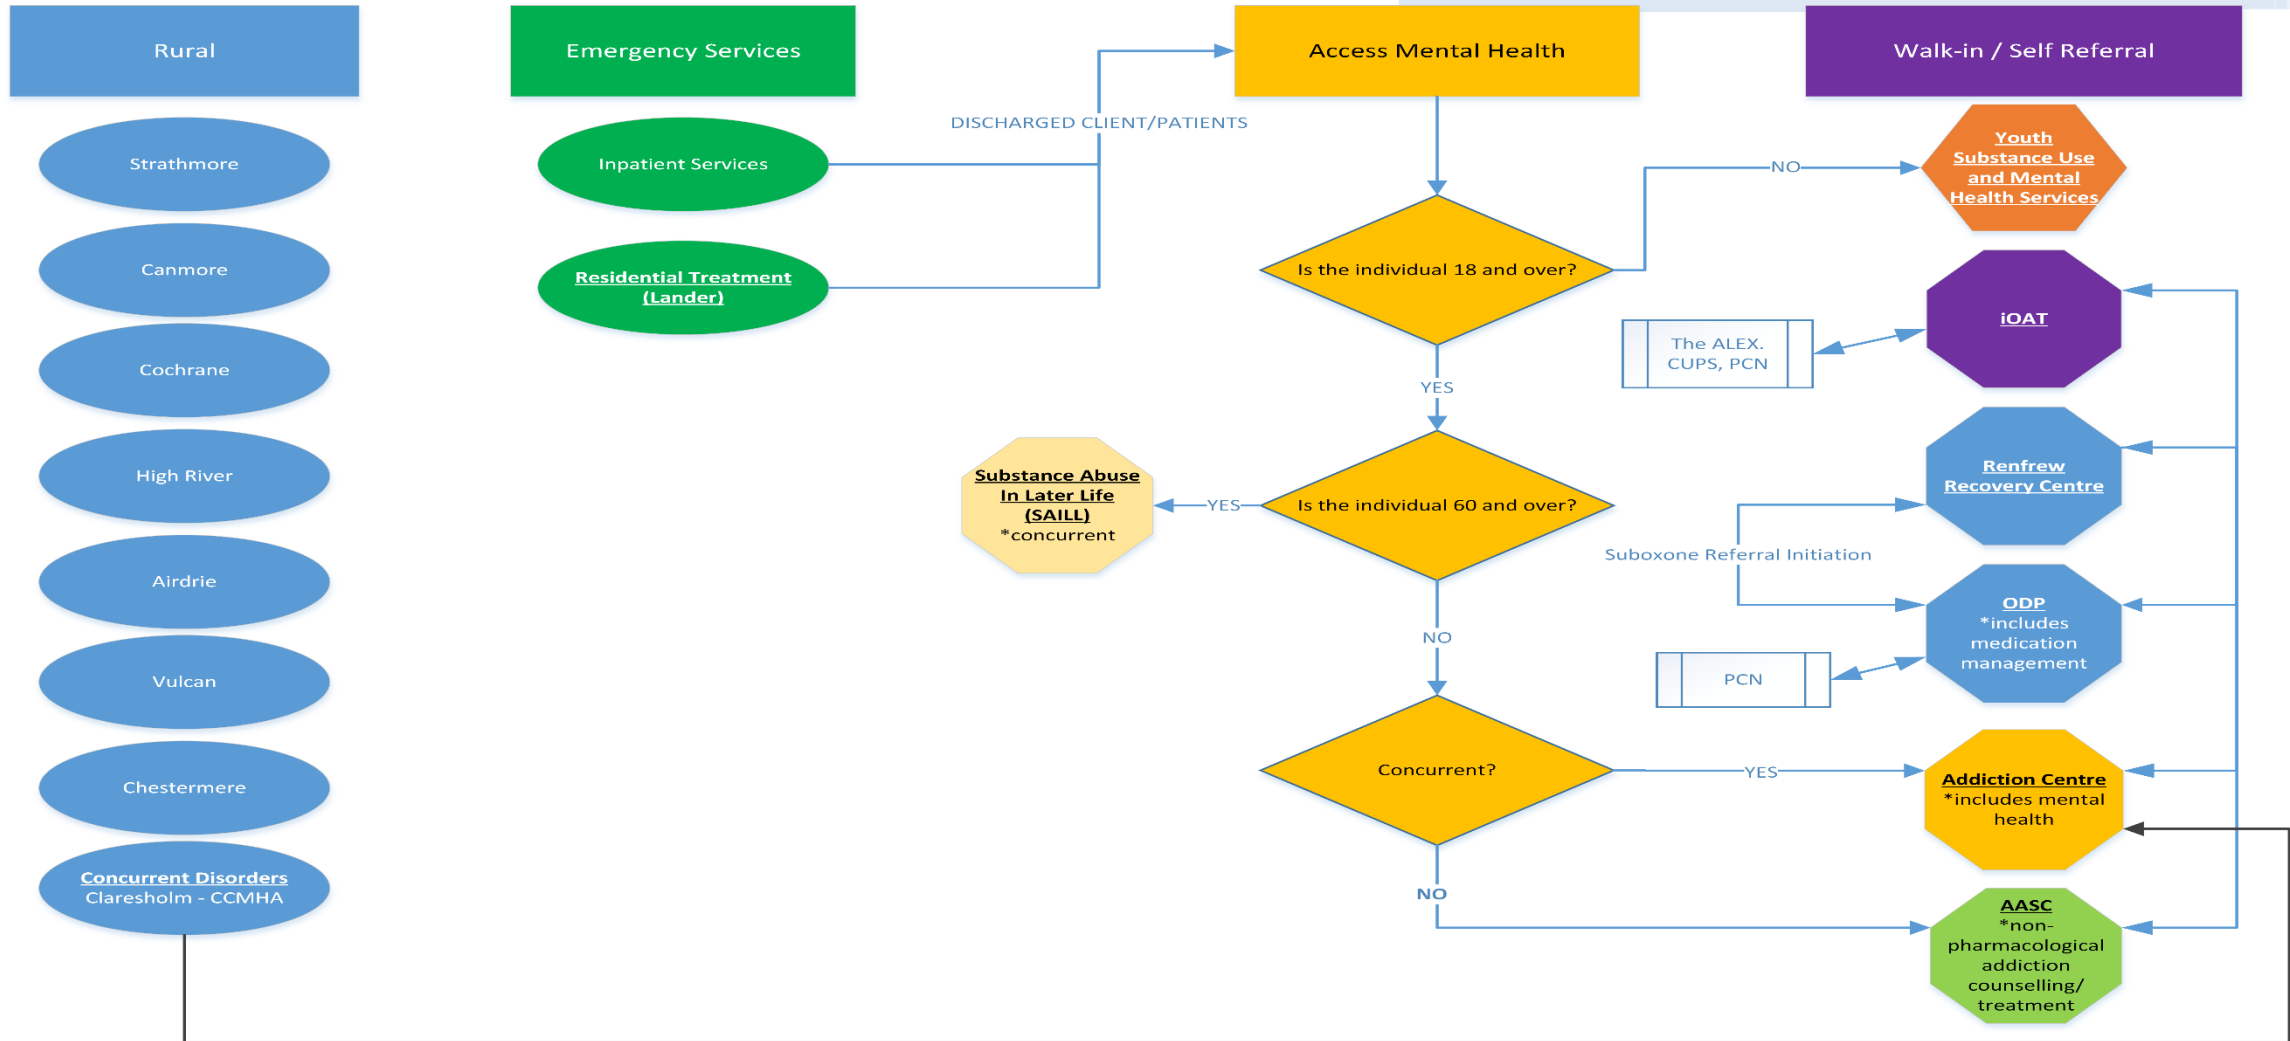 Rural
Emergency Services
Access Mental Health
Walk-in / Self Referral
Strathmore
Canmore
Cochrane
High River
Airdrie
Vulcan
Chestermere
Concurrent Disorders
Claresholm - CCMHA
Inpatient Services
Residential Treatment
(Lander)
DISCHARGED CLIENT/PATIENTS
Is the individual 18 and over?
NO
YES
Is the individual 60 and over?
YES
Substance Abuse
In Later Life
(SAILL)
*concurrent
NO
Concurrent?
YES
NO
Youth
Substance Use
and Mental
Health Services
iOAT
The ALEX.
CUPS, PCN
Renfrew
Recovery Centre
Suboxone Referral Initiation
ODP
*includes
medication
management
PCN
Addiction Centre
*includes mental
health
AASC
*non-
pharmacological
addiction
counselling/
treatment